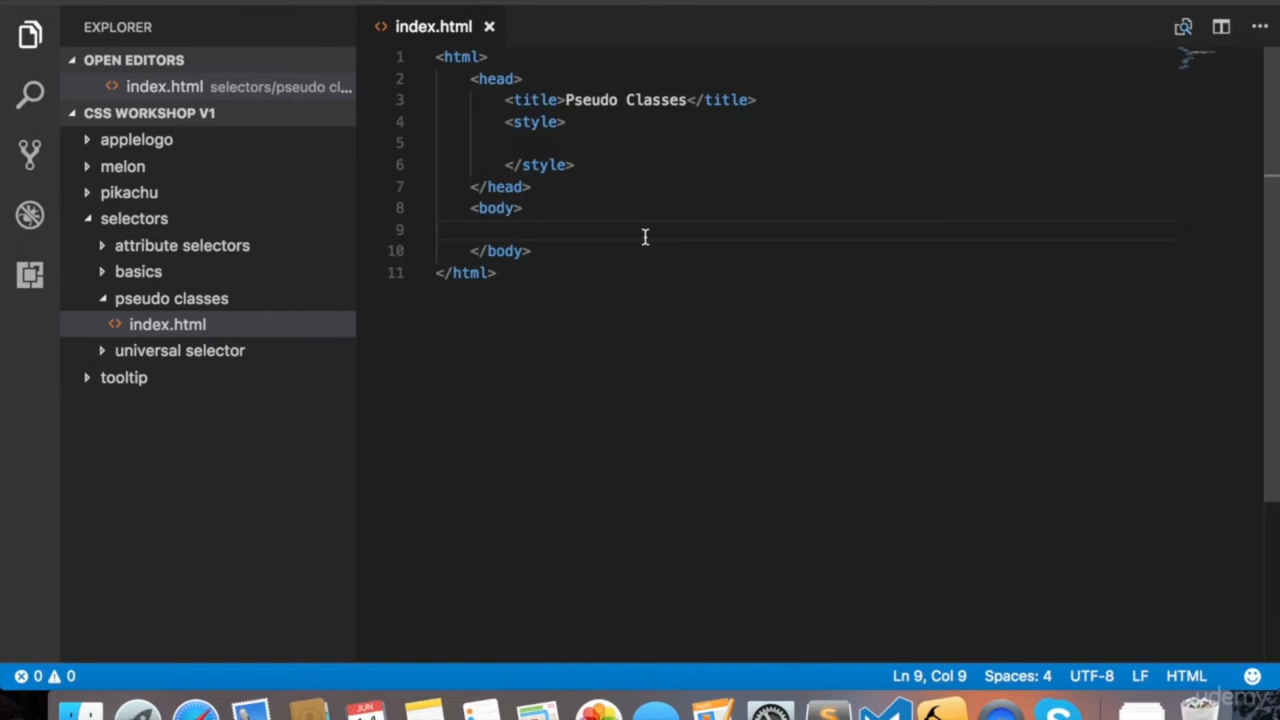 EXPLORER
OPEN EDITORS
index.html selectors/pseudo cl...
CSS WORKSHOP V1
applelogo
melon
pikachu
selectors
attribute selectors
basics
pseudo classes
index.html
universal selector
tooltip
index.html
1 <html>
2 <head>
3 <title>Pseudo Classes</title>
4 <style>
5
6 </style>
7 </head>
8 <body>
9
10 </body>
11 </html>
0 0 Ln 9, Col 9 Spaces: 4 UTF-8 LF HTML
JUN
udemy